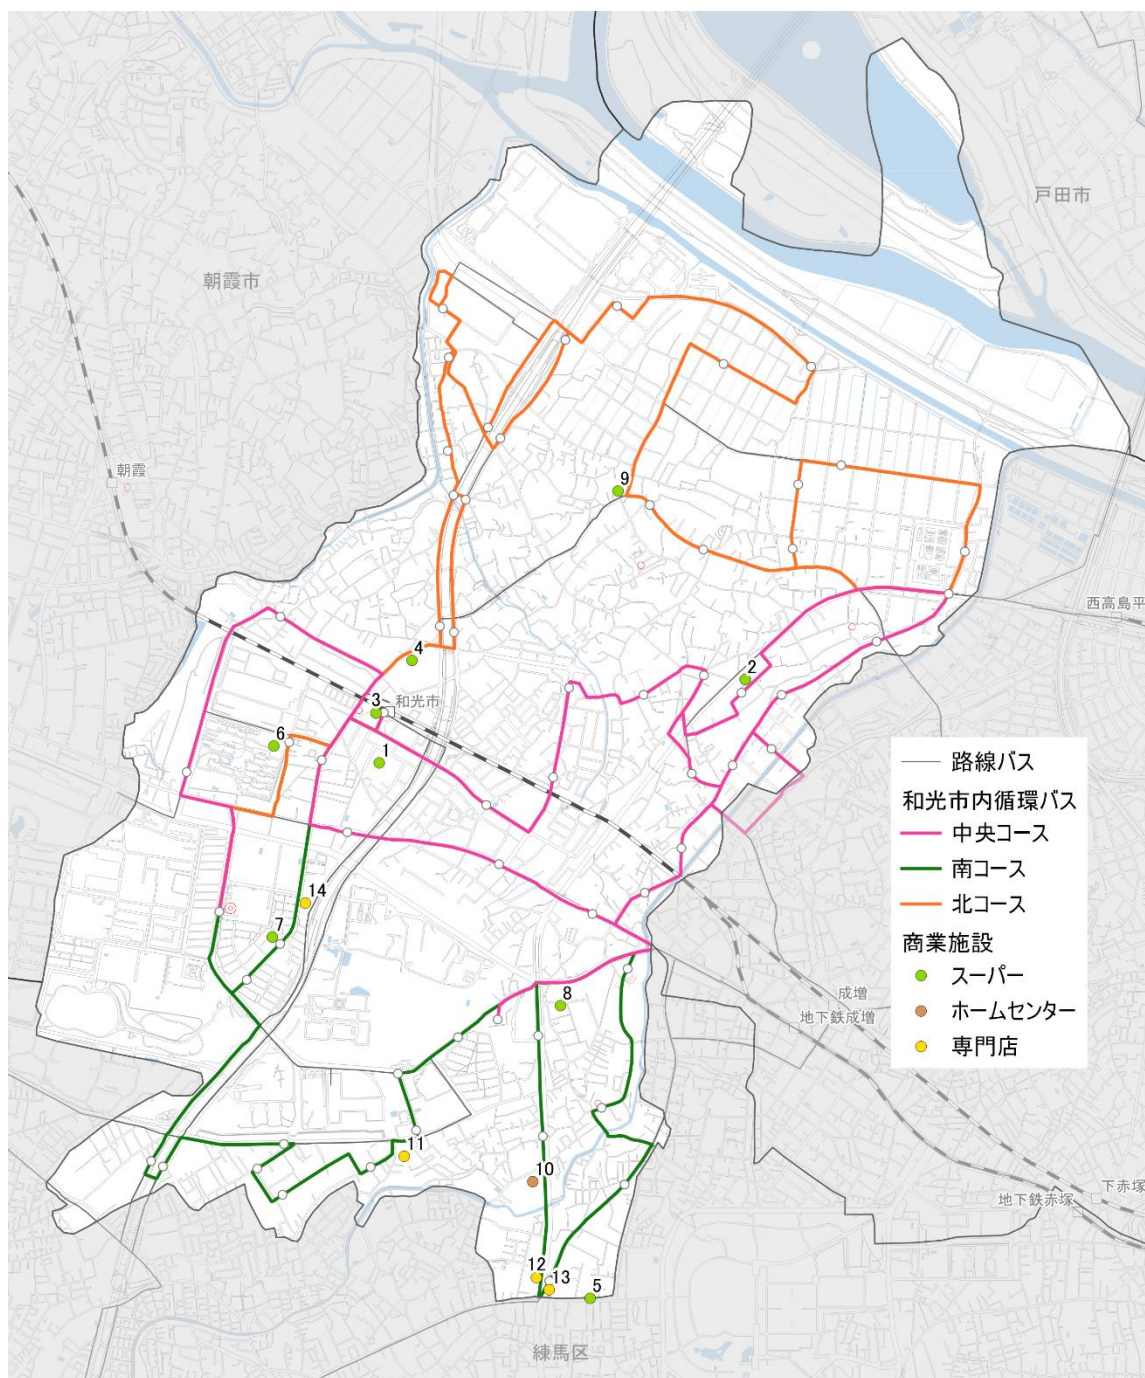 戸田市
朝霞市
朝霞
9
西高島平
4
2
和光市
3
6
1
路線バス
和光市内循環バス
中央コース
南コース
北コース
商業施設
スーパー
ホームセンター
専門店
14
7
8
成増
地下鉄成増
11
10
下赤塚
地下鉄赤塚
12
13
5
練馬区